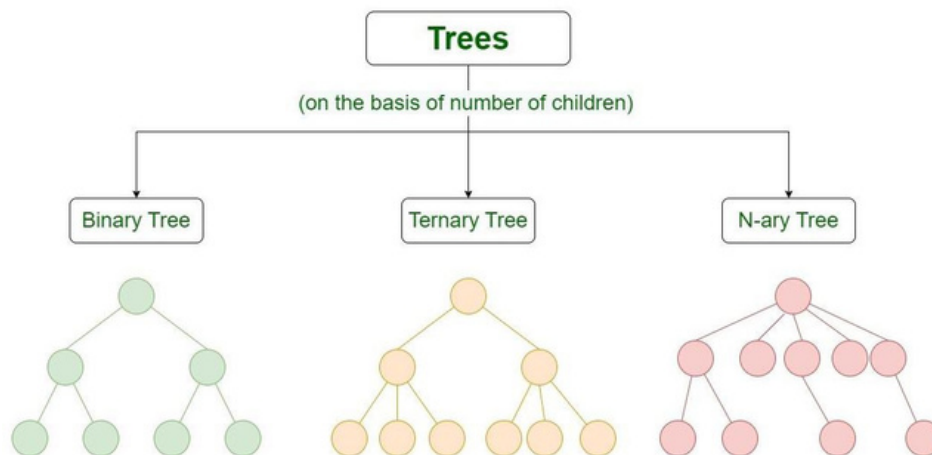 Trees
(on the basis of number of children)
Binary Tree
Ternary Tree
N-ary Tree